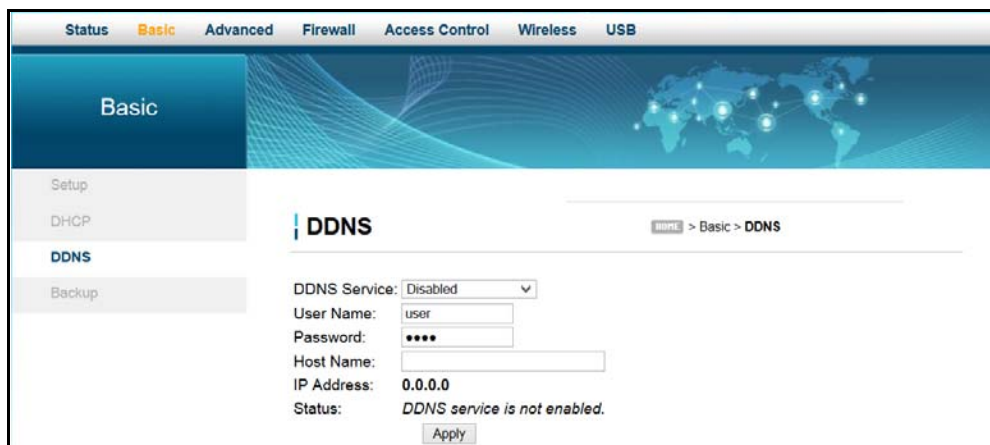 Status Basic Advanced Firewall Access Control Wireless USB
Basic
Setup
DHCP
DDNS
Backup
DDNS
HOME > Basic > DDNS
DDNS Service: Disabled
User Name: user
Password: ••••
Host Name:
IP Address: 0.0.0.0
Status: DDNS service is not enabled.
Apply